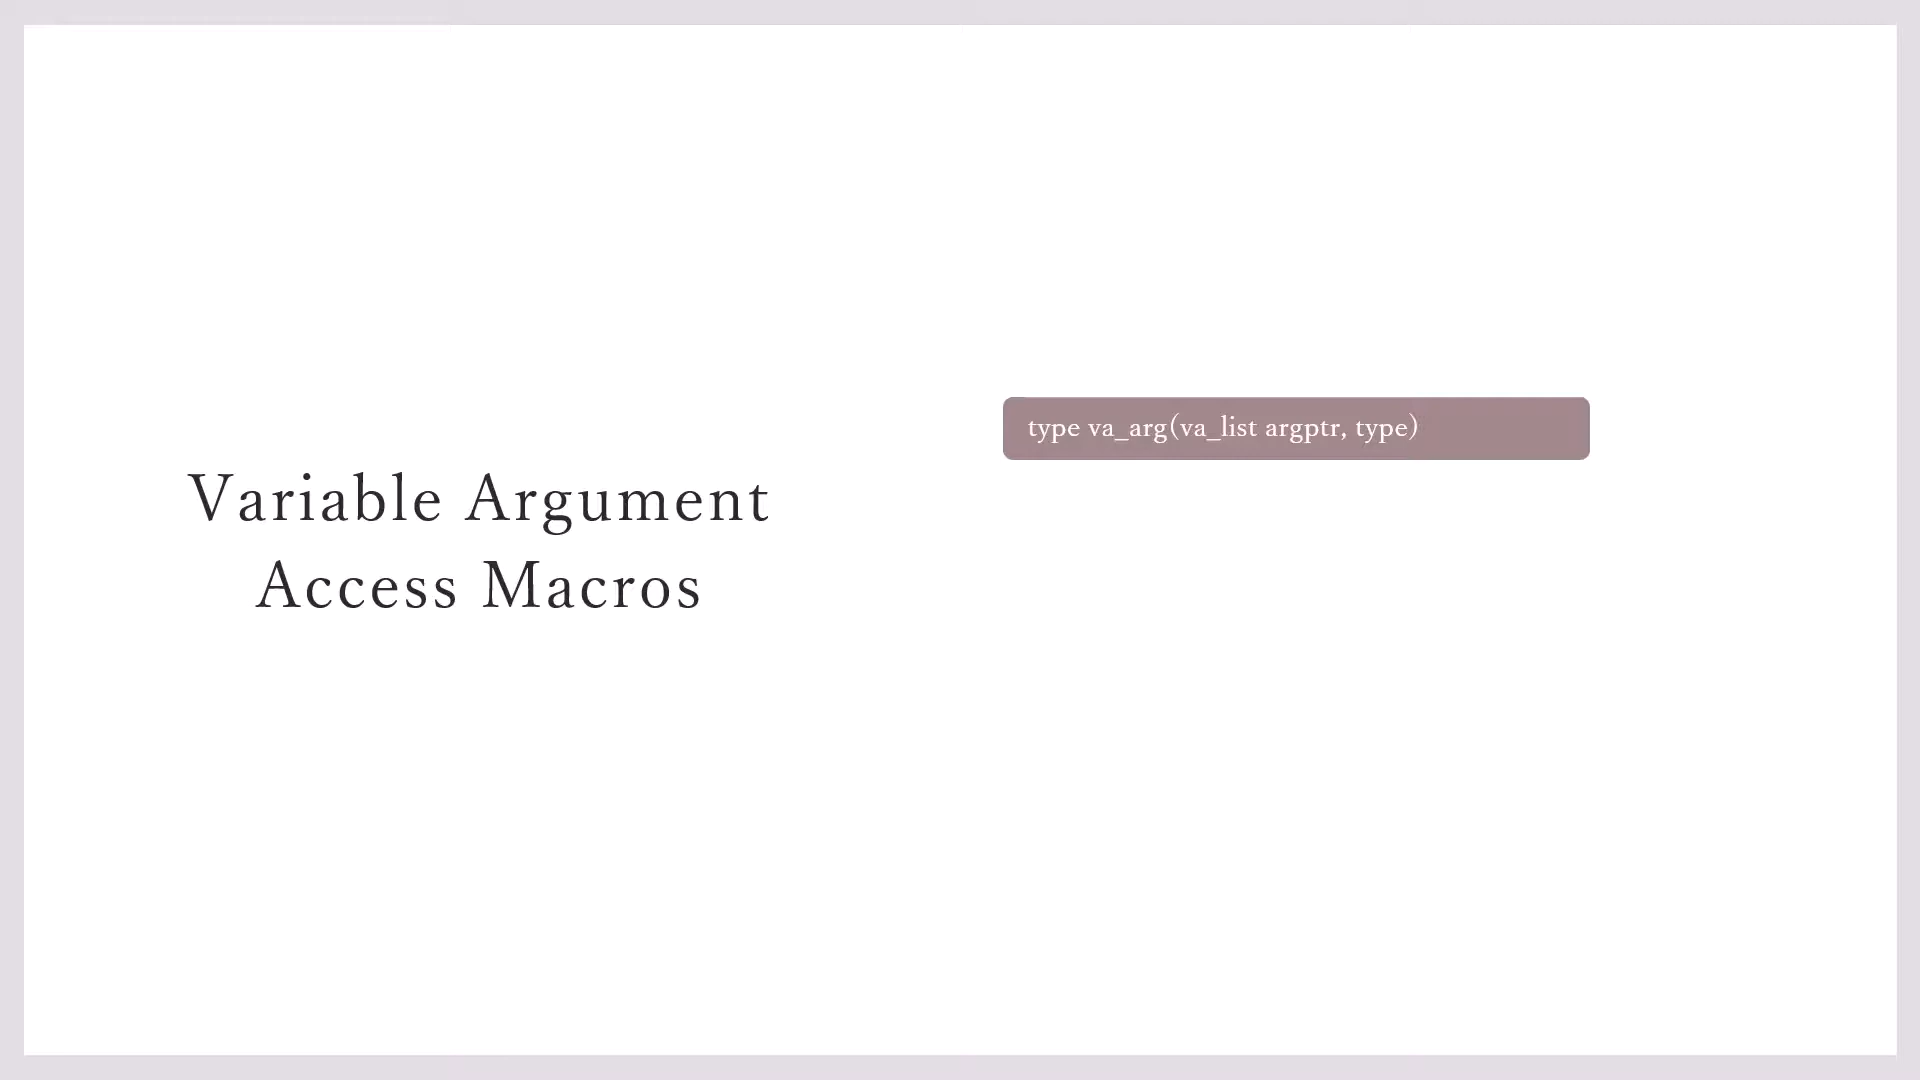 Variable Argument
Access Macros
type va_arg(va_list argptr, type)